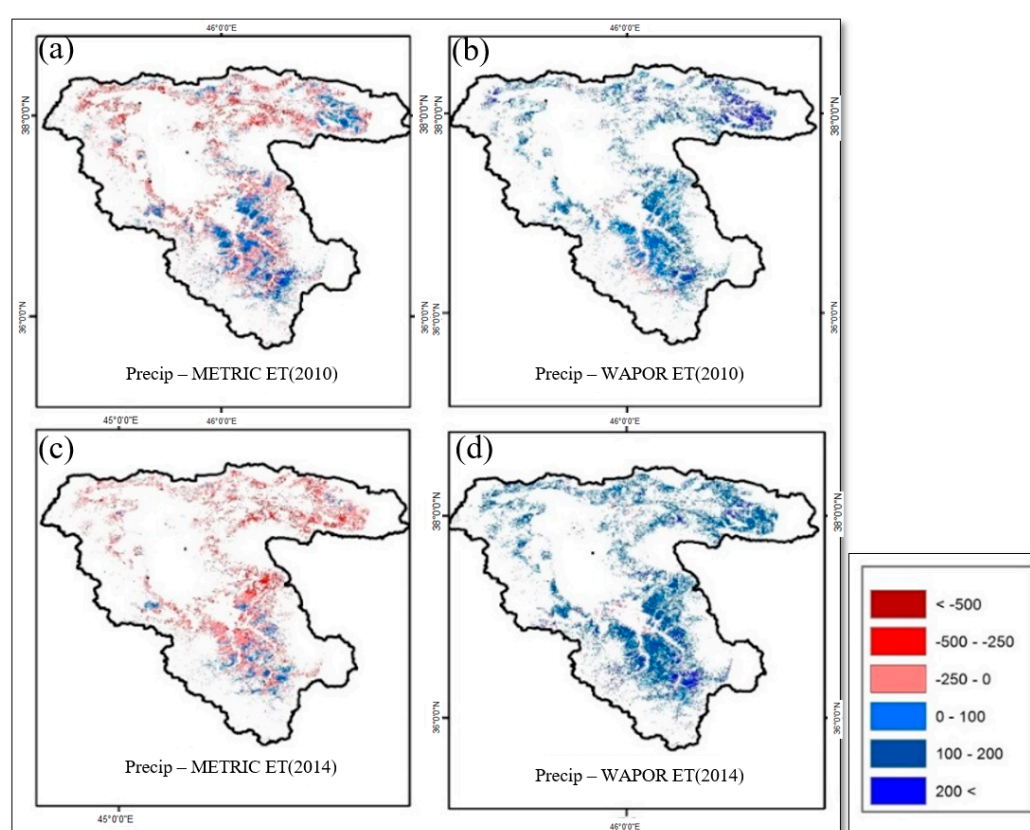 46°0'0"E
46°0'0"E
(a)
(b)
38°0'0"N
38°0'0"N
38°0'0"N
36°0'0"N
36°0'0"N
36°0'0"N
Precip – METRIC ET(2010)
Precip – WAPOR ET(2010)
45°0'0"E
46°0'0"E
46°0'0"E
(c)
(d)
38°0'0"N
36°0'0"N
Precip – METRIC ET(2014)
Precip – WAPOR ET(2014)
45°0'0"E
46°0'0"E
< -500
-500 - -250
-250 - 0
0 - 100
100 - 200
200 <